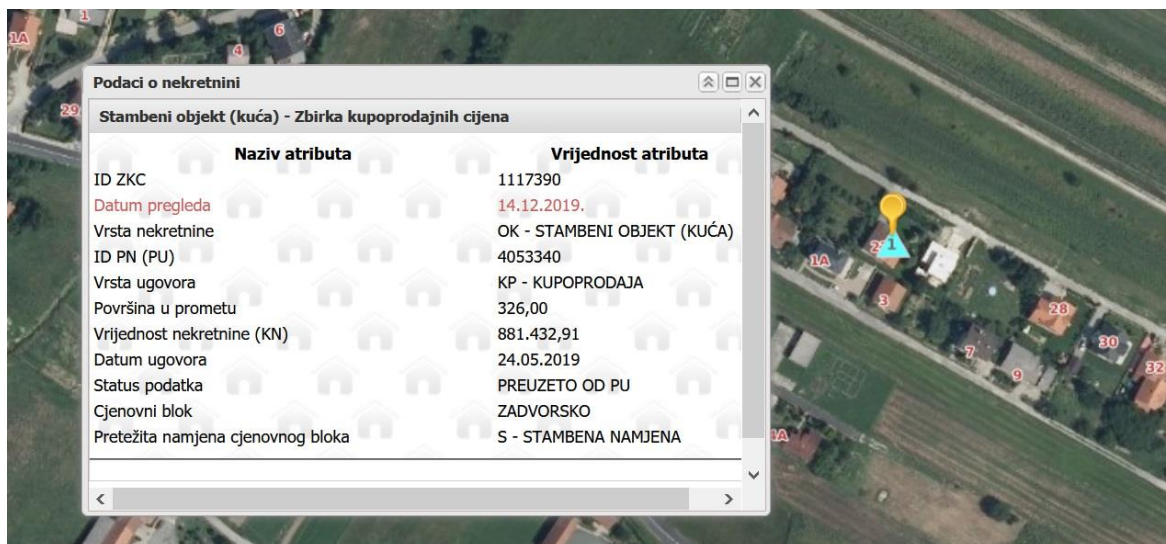 1
1A
6
4
29
Podaci o nekretnini
Stambeni objekt (kuća) - Zbirka kupoprodajnih cijena
Naziv atributa Vrijednost atributa
ID ZKC 1117390
Datum pregleda 14.12.2019.
Vrsta nekretnine OK - STAMBENI OBJEKT (KUĆA)
ID PN (PU) 4053340
Vrsta ugovora KP - KUPOPRODAJA
Površina u prometu 326,00
Vrijednost nekretnine (KN) 881.432,91
Datum ugovora 24.05.2019
Status podatka PREUZETO OD PU
Cjenovni blok ZADVORSKO
Pretežita namjena cjenovnog bloka S - STAMBENA NAMJENA
1
1A
3
28
7
30
9
32